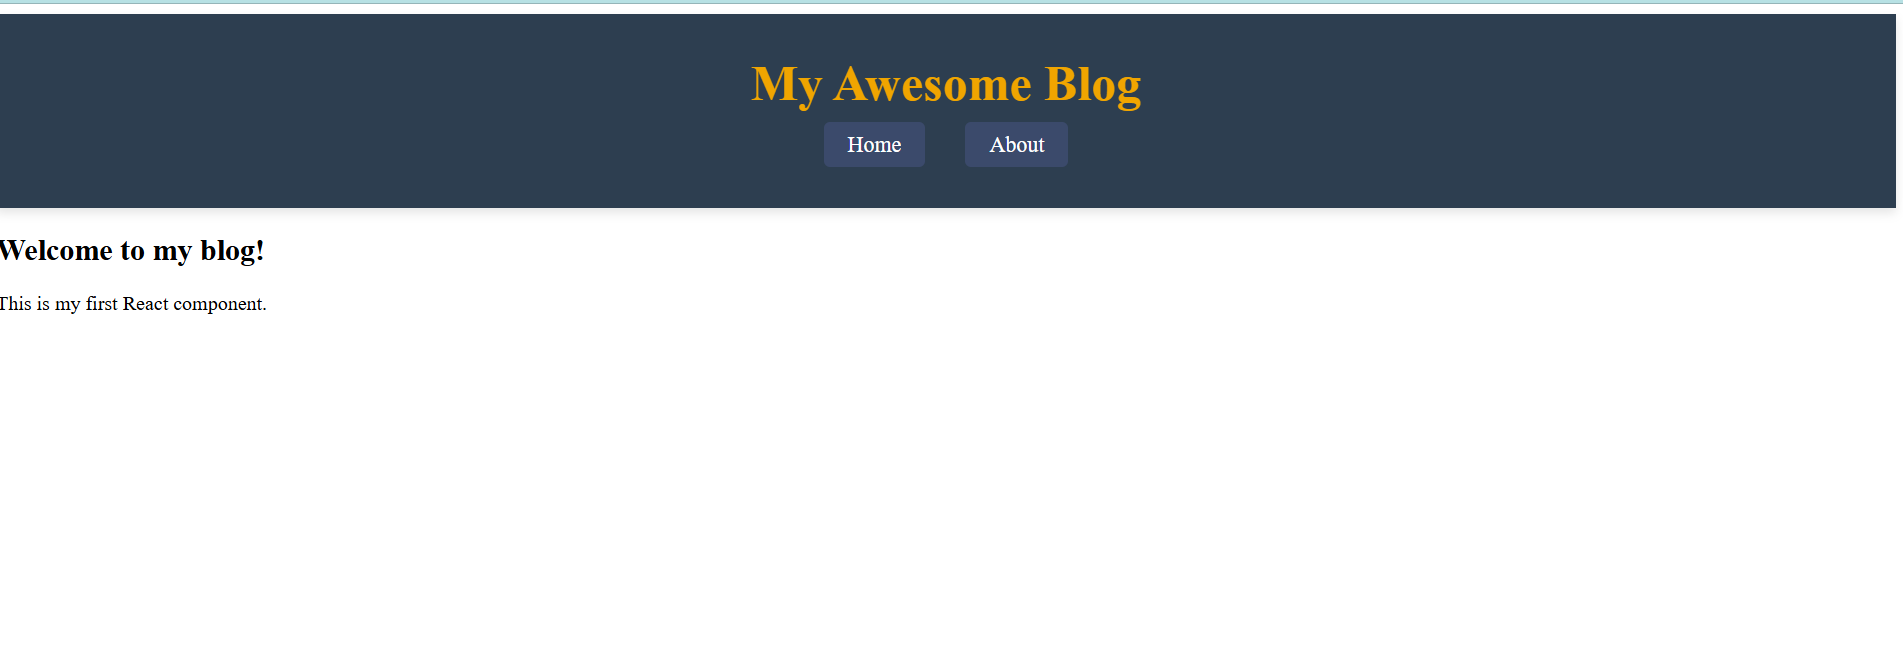 My Awesome Blog
Home About
Welcome to my blog!
This is my first React component.